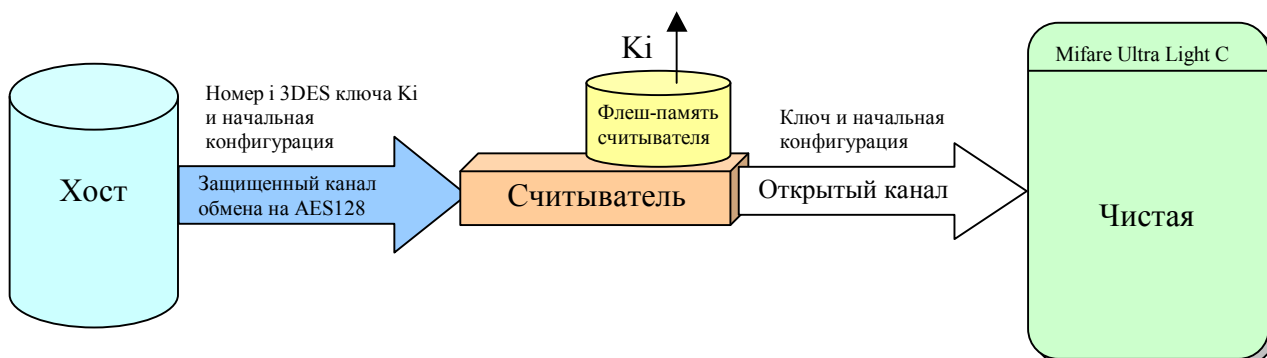 Хост
Номер i 3DES ключа Ki
и начальная
конфигурация
Защищенный канал
обмена на AES128
Ki
Флеш-память
считывателя
Считыватель
Ключ и начальная
конфигурация
Открытый канал
Mifare Ultra Light C
Чистая